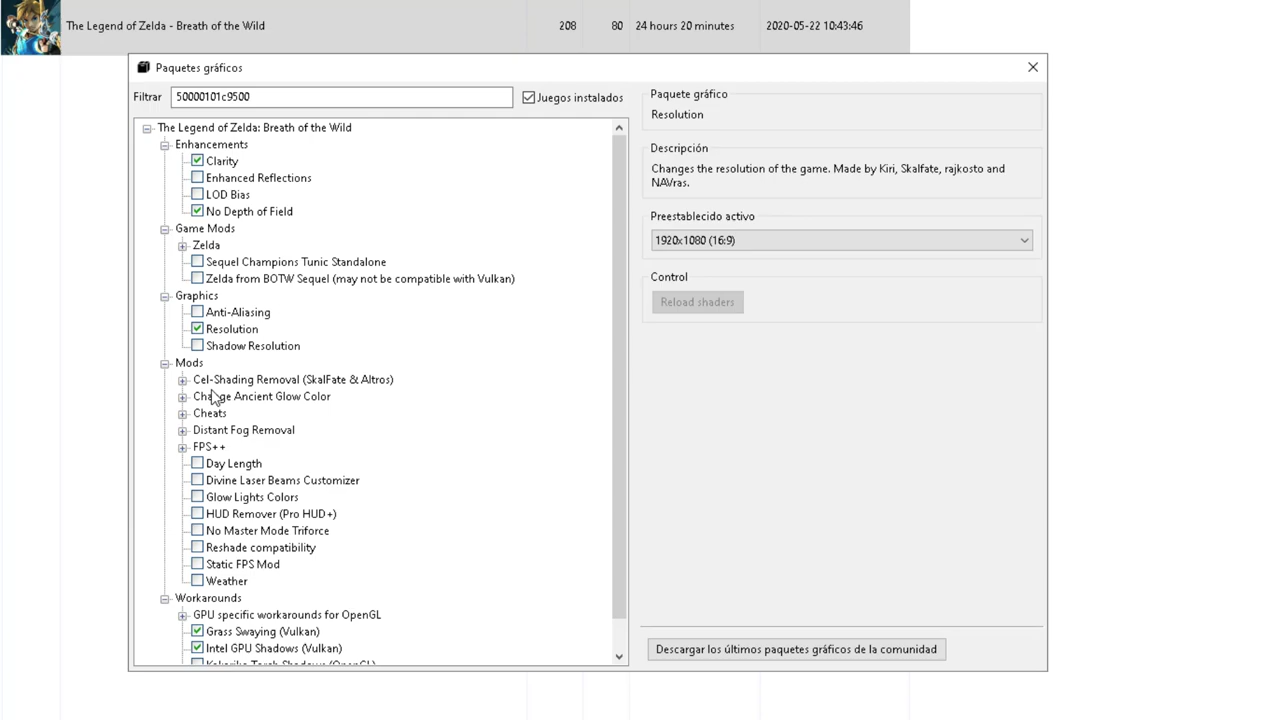 The Legend of Zelda - Breath of the Wild 208 80 24 hours 20 minutes 2020-05-22 10:43:46
Paquetes gráficos
Filtrar 50000101c9500 Juegos instalados
The Legend of Zelda: Breath of the Wild
Enhancements
Clarity
Enhanced Reflections
LOD Bias
No Depth of Field
Game Mods
Zelda
Sequel Champions Tunic Standalone
Zelda from BOTW Sequel (may not be compatible with Vulkan)
Graphics
Anti-Aliasing
Resolution
Shadow Resolution
Mods
Cel-Shading Removal (SkalFate & Altros)
Change Ancient Glow Color
Cheats
Distant Fog Removal
FPS++
Day Length
Divine Laser Beams Customizer
Glow Lights Colors
HUD Remover (Pro HUD+)
No Master Mode Triforce
Reshade compatibility
Static FPS Mod
Weather
Workarounds
GPU specific workarounds for OpenGL
Grass Swaying (Vulkan)
Intel GPU Shadows (Vulkan)
Kakariko Torch Shadows (OpenGL)
Paquete gráfico
Resolution
Descripción
Changes the resolution of the game. Made by Kiri, Skalfate, rajkosto and
NAVras.
Preestablecido activo
1920x1080 (16:9)
Control
Reload shaders
Descargar los últimos paquetes gráficos de la comunidad